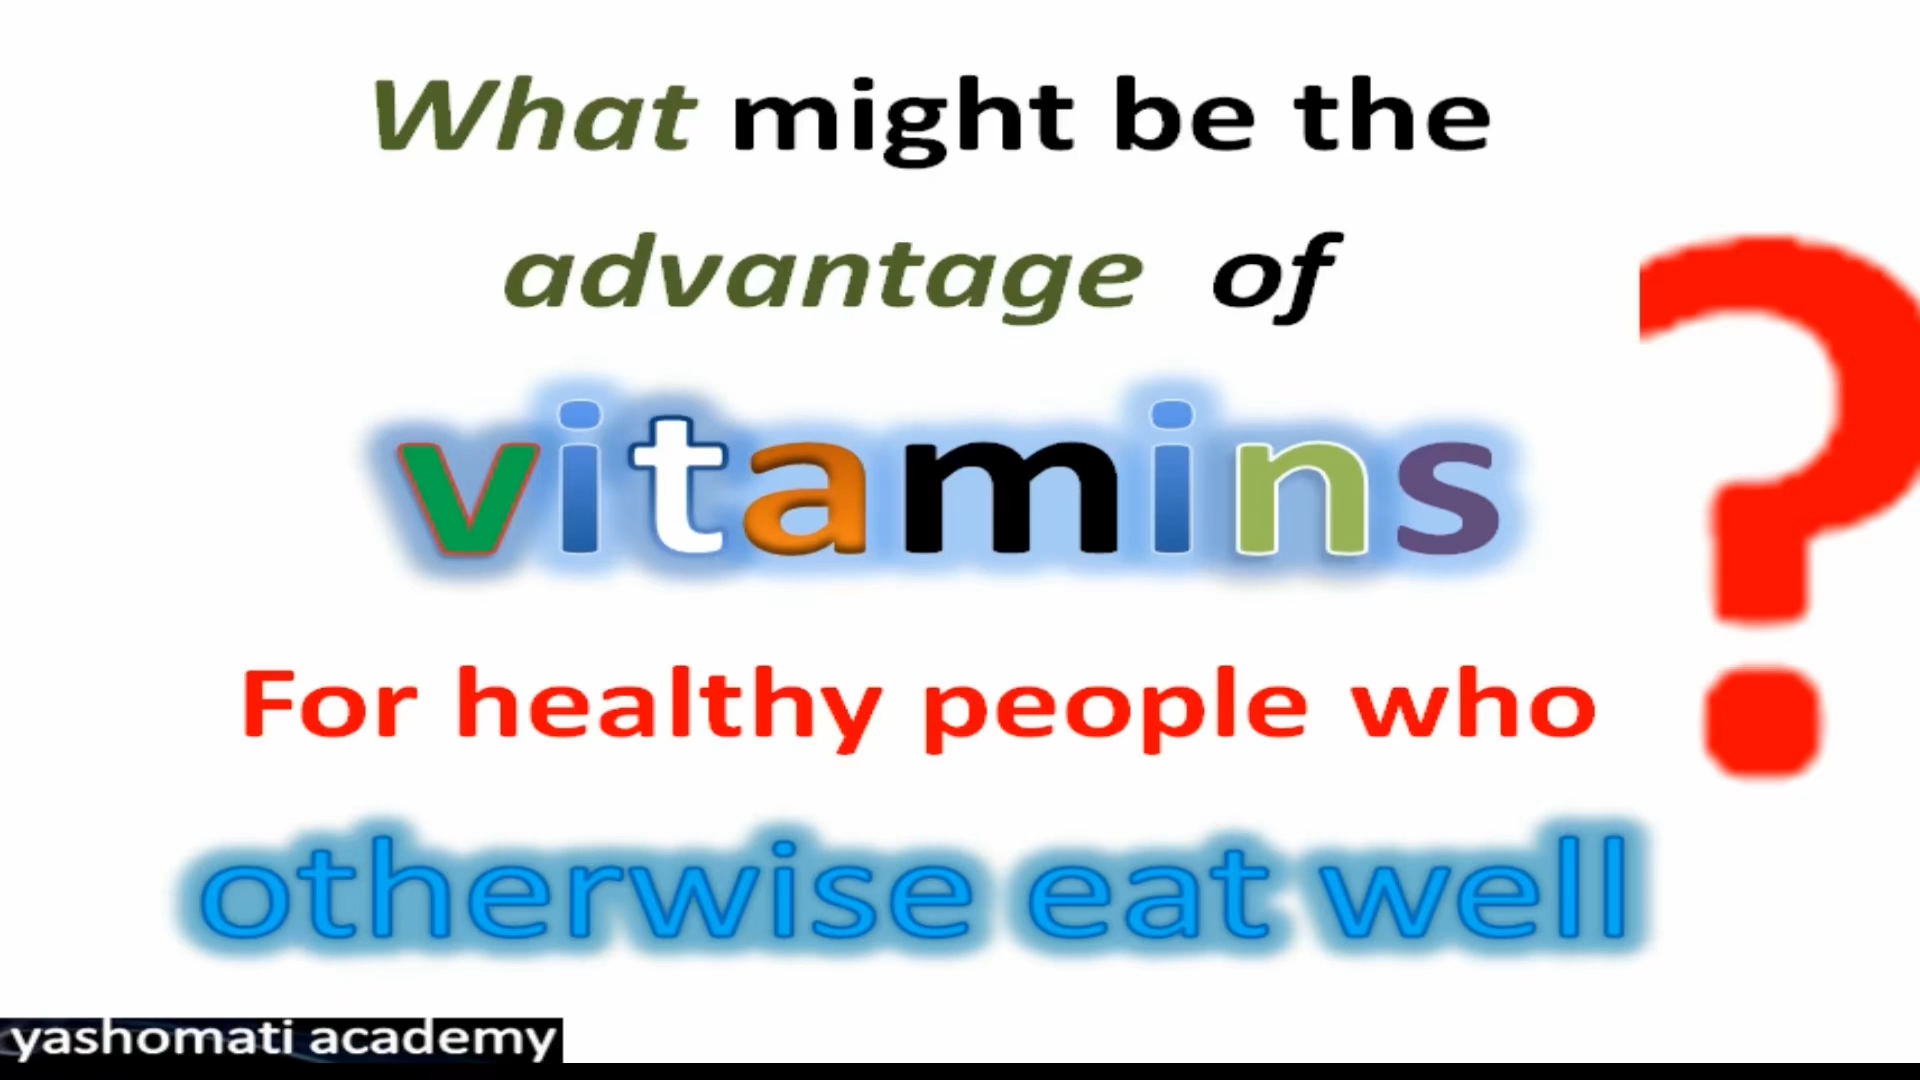 What might be the
advantage of
vitamins
?
For healthy people who
otherwise eat well
yashomati academy